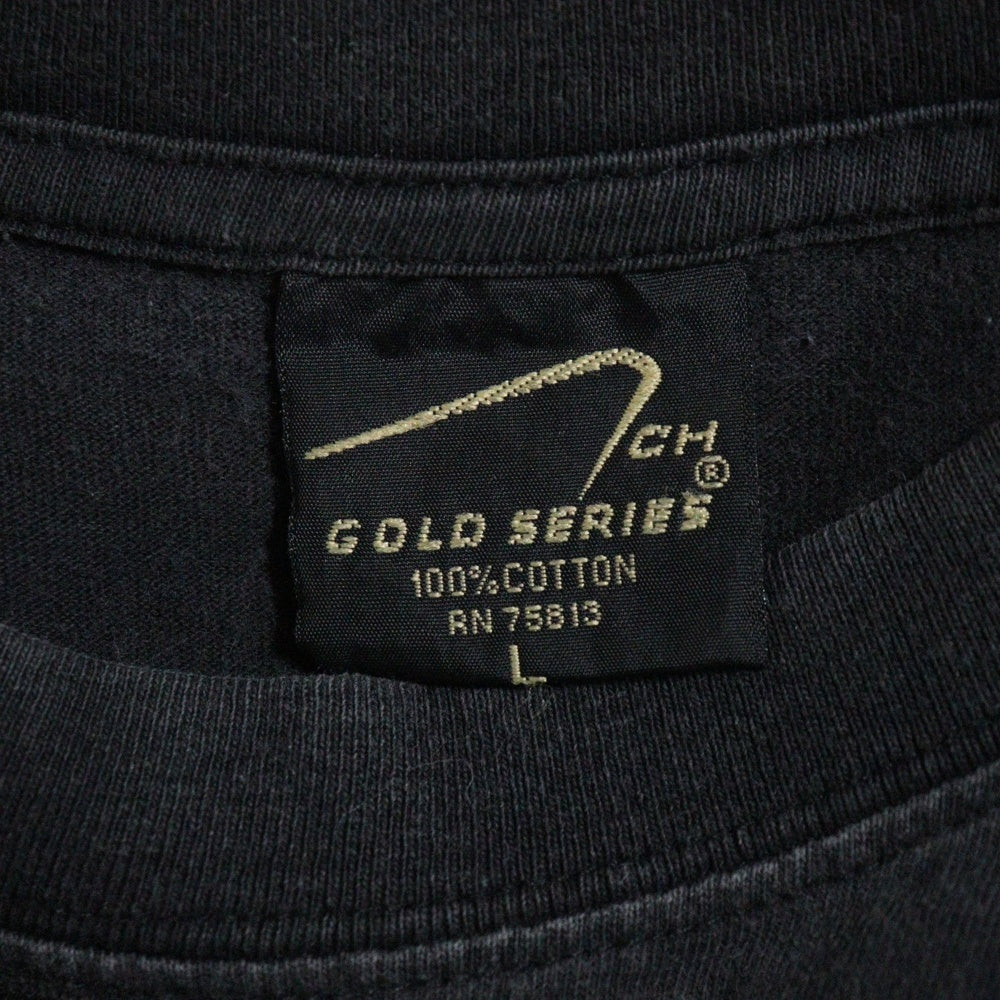 CH®
GOLD SERIES
100% COTTON
RN 75813
L